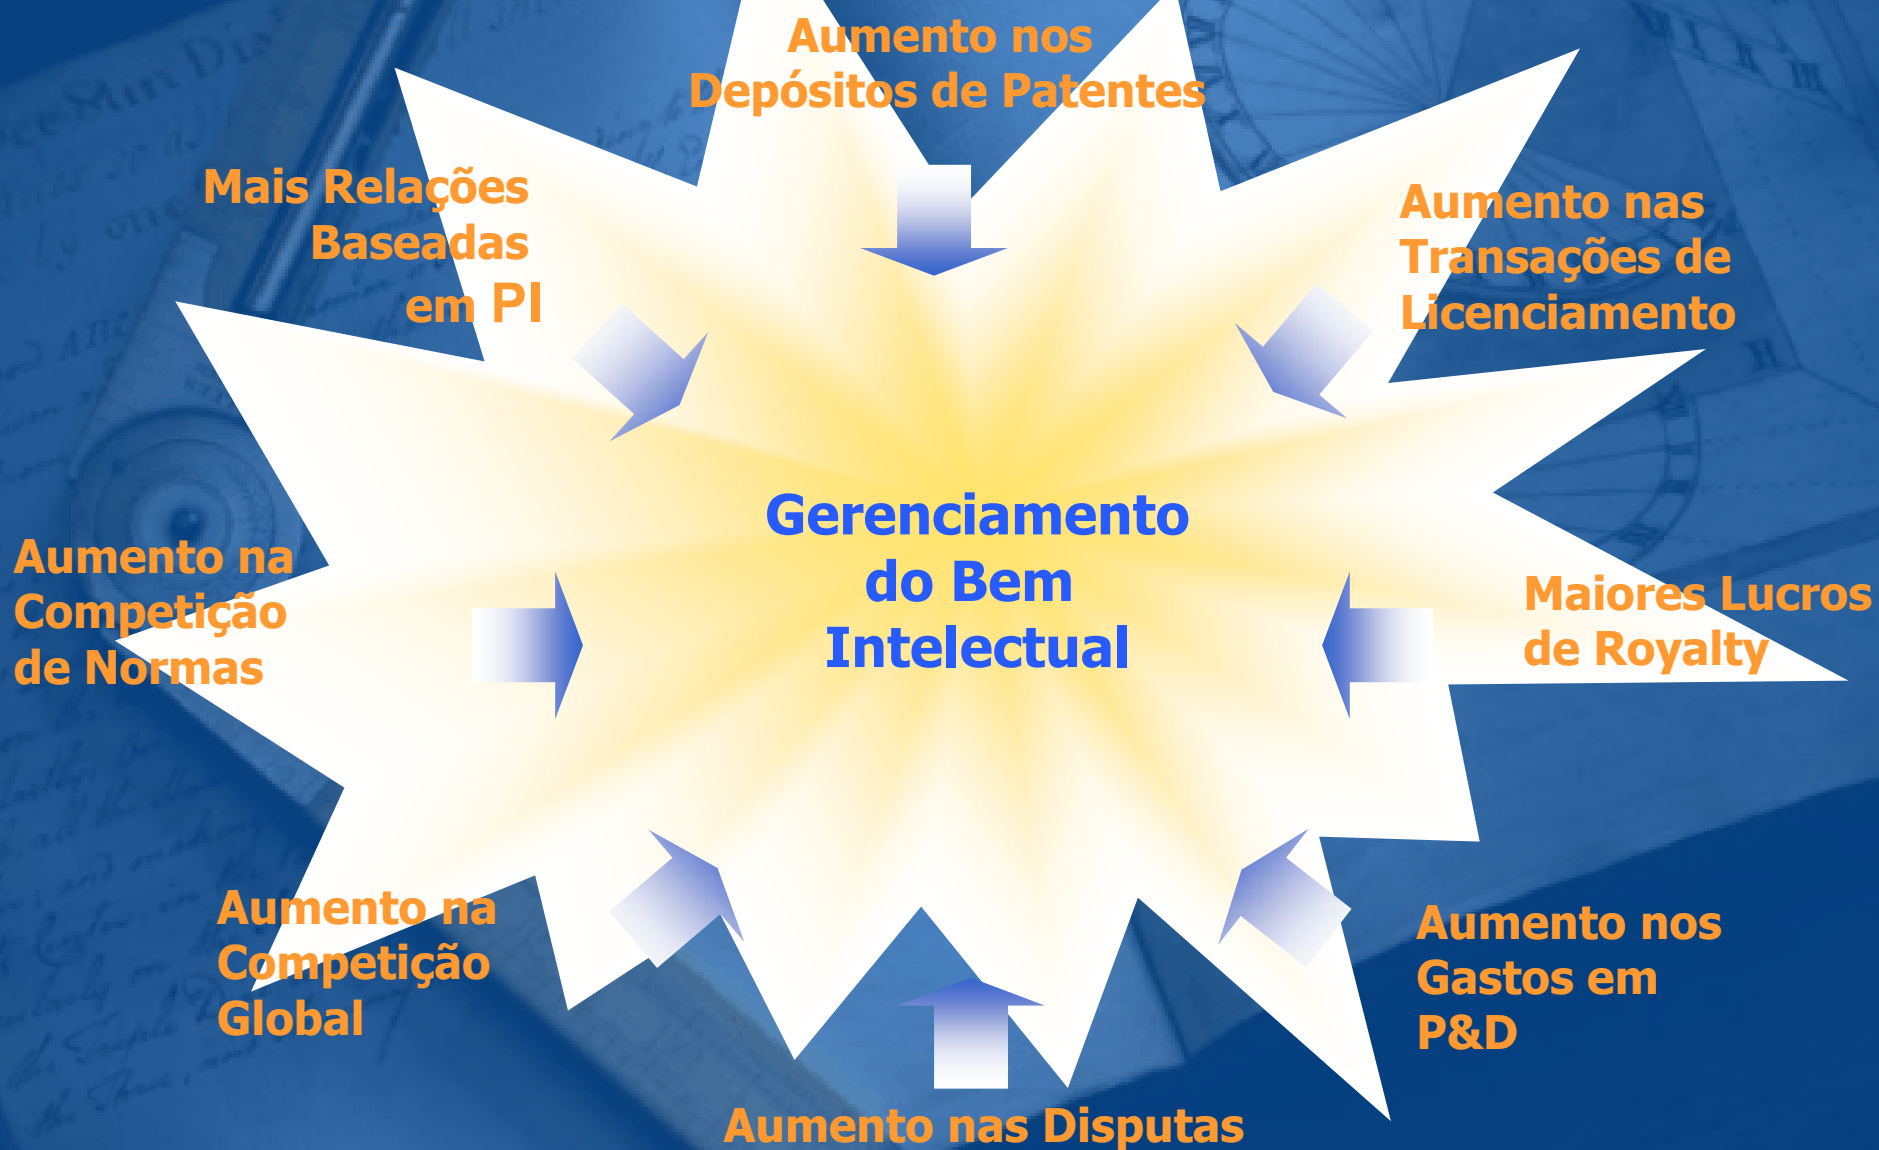 Aumento nos
Depósitos de Patentes
Mais Relações
Baseadas
em PI
Aumento nas
Transações de
Licenciamento
Gerenciamento
do Bem
Intelectual
Aumento na
Competição
de Normas
Maiores Lucros
de Royalty
Aumento na
Competição
Global
Aumento nos
Gastos em
P&D
Aumento nas Disputas